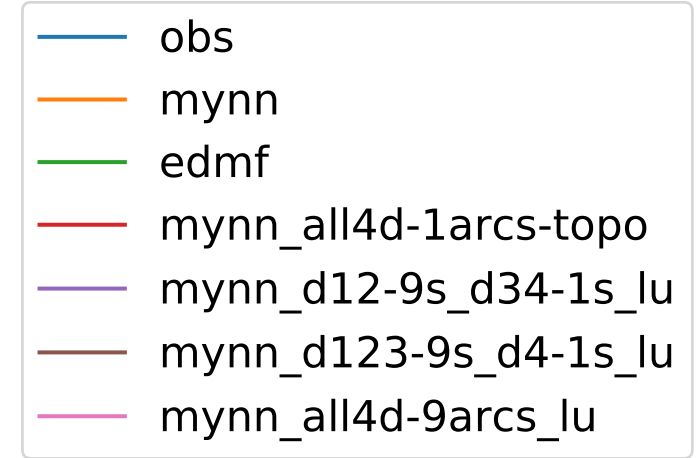 obs
mynn
edmf
mynn_all4d-1arcs-topo
mynn_d12-9s_d34-1s_lu
mynn_d123-9s_d4-1s_lu
mynn_all4d-9arcs_lu